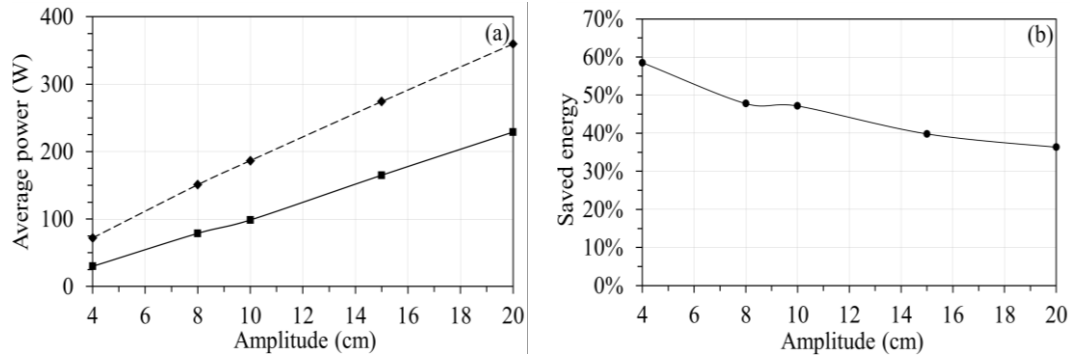 400
300
200
100
0
Average power (W)
(a)
4 6 8 10 12 14 16 18 20
Amplitude (cm)
70%
60%
50%
40%
30%
20%
10%
0%
Saved energy
(b)
4 6 8 10 12 14 16 18 20
Amplitude (cm)